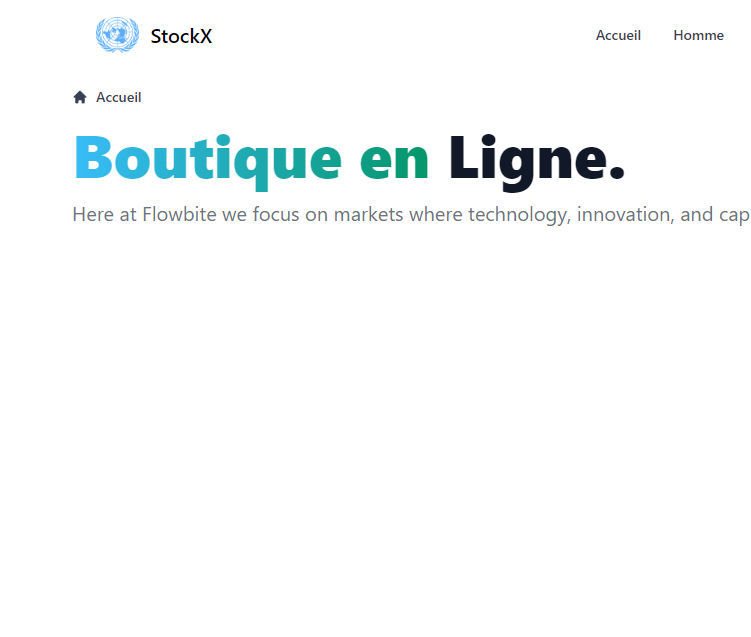 StockX
Accueil Homme
Accueil
Boutique en Ligne.
Here at Flowbite we focus on markets where technology, innovation, and cap